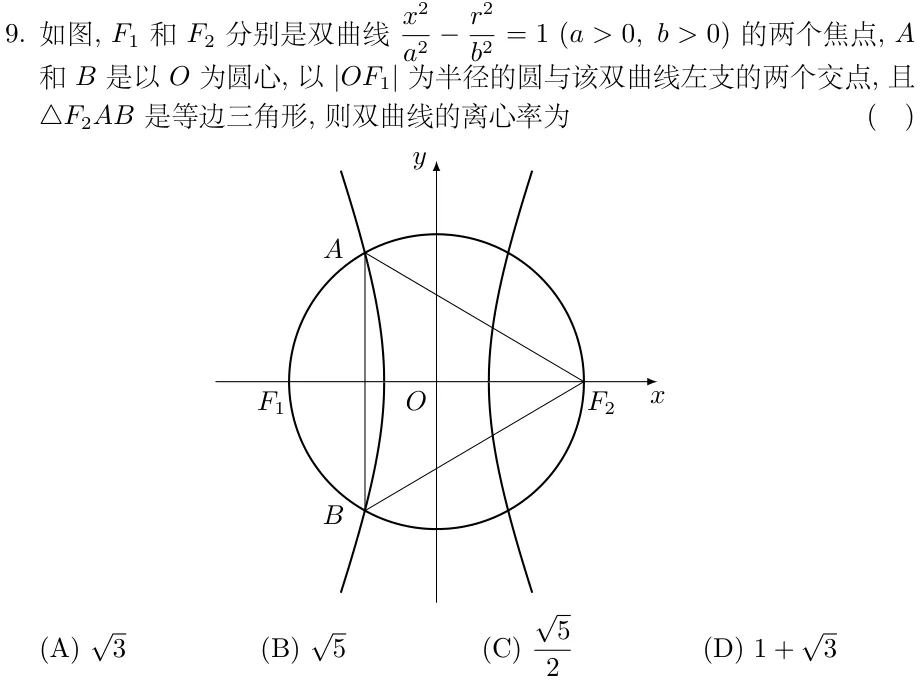 9. 如图, F₁ 和 F₂ 分别是双曲线 x²/a² − r²/b² = 1 (a > 0, b > 0) 的两个焦点, A
和 B 是以 O 为圆心, 以 |OF₁| 为半径的圆与该双曲线左支的两个交点, 且
△F₂AB 是等边三角形, 则双曲线的离心率为 ( )
y
A
F₁ O F₂ x
B
(A) √3 (B) √5 (C) √5/2 (D) 1 + √3